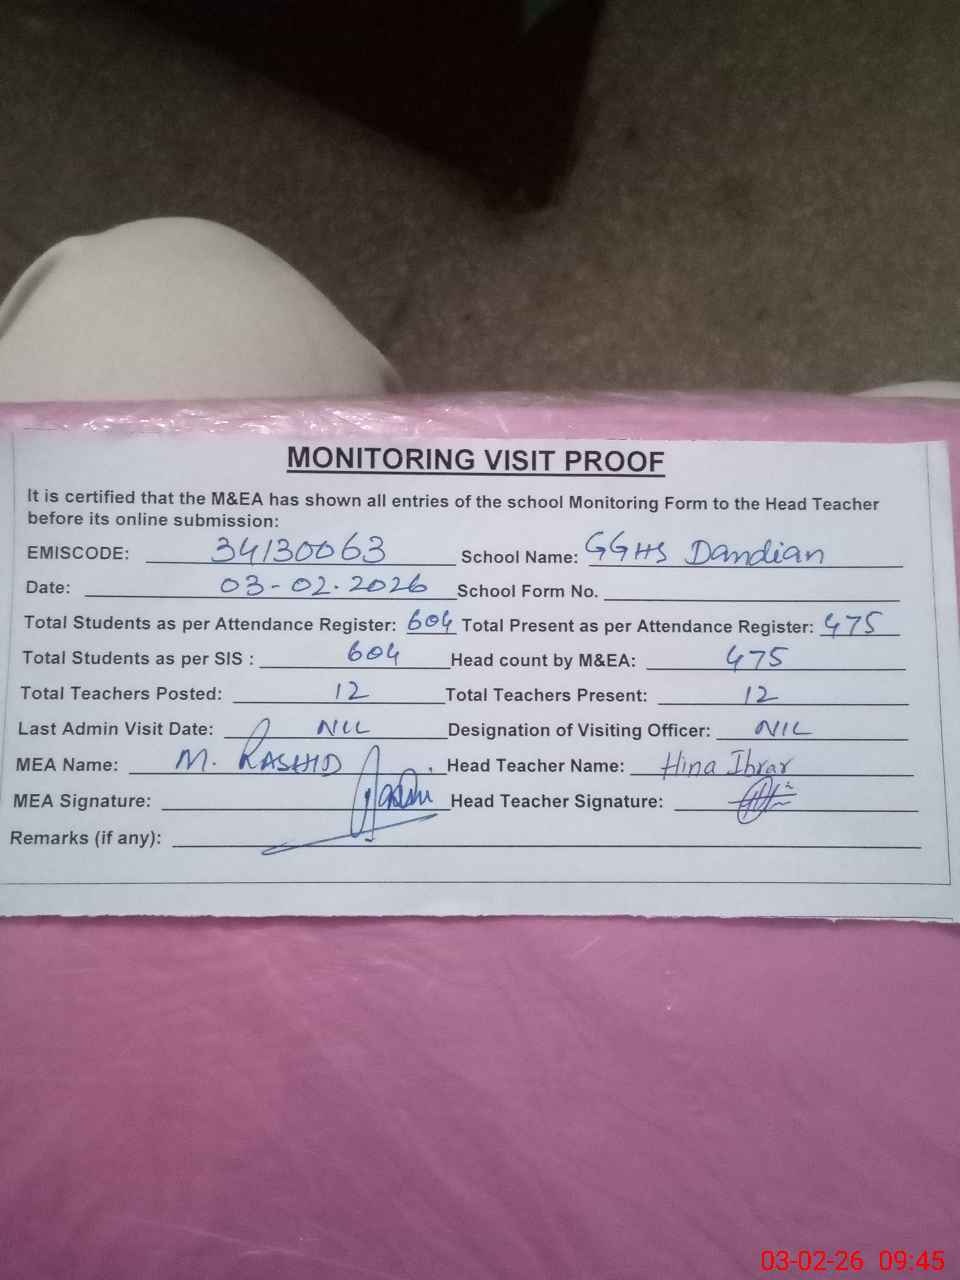 MONITORING VISIT PROOF
It is certified that the M&EA has shown all entries of the school Monitoring Form to the Head Teacher
before its online submission:
EMISCODE: 34130063 School Name: GGHS Dandian
Date: 03-02-2026 School Form No.
Total Students as per Attendance Register: 604 Total Present as per Attendance Register: 475
Total Students as per SIS : 604 Head count by M&EA: 475
Total Teachers Posted: 12 Total Teachers Present: 12
Last Admin Visit Date: NIL Designation of Visiting Officer: NIL
MEA Name: M. RASHID Head Teacher Name: Hina Ibrar
MEA Signature: Head Teacher Signature:
Remarks (if any):
03-02-26 09:45